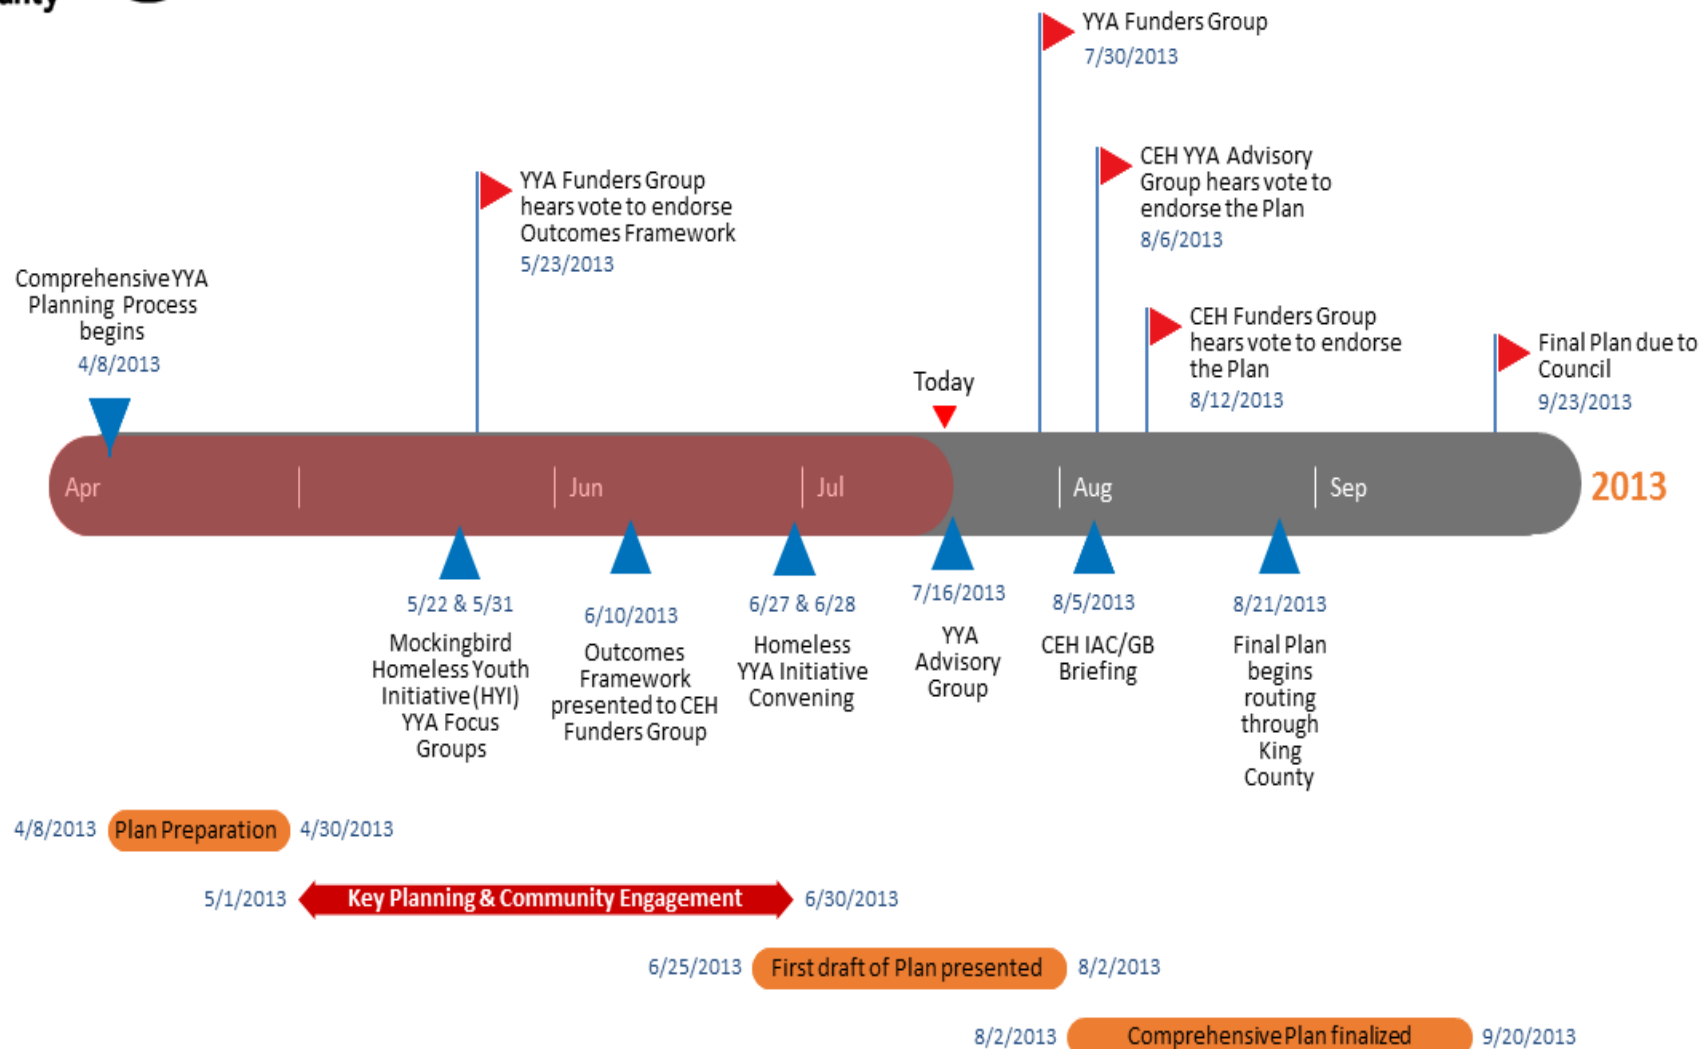 YYA Funders Group
7/30/2013
CEH YYA Advisory
Group hears vote to
endorse the Plan
8/6/2013
YYA Funders Group
hears vote to endorse
Outcomes Framework
5/23/2013
Comprehensive YYA
Planning Process
begins
4/8/2013
CEH Funders Group
hears vote to endorse
the Plan
8/12/2013
Final Plan due to
Council
9/23/2013
Today
Apr
Jun
Jul
Aug
Sep
2013
5/22 & 5/31
Mockingbird
Homeless Youth
Initiative (HYI)
YYA Focus
Groups
6/10/2013
Outcomes
Framework
presented to CEH
Funders Group
6/27 & 6/28
Homeless
YYA Initiative
Convening
7/16/2013
YYA
Advisory
Group
8/5/2013
CEH IAC/GB
Briefing
8/21/2013
Final Plan
begins
routing
through
King
County
4/8/2013 Plan Preparation 4/30/2013
5/1/2013 Key Planning & Community Engagement 6/30/2013
6/25/2013 First draft of Plan presented 8/2/2013
8/2/2013 Comprehensive Plan finalized 9/20/2013